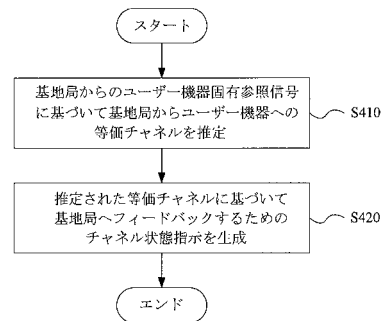 スタート
基地局からのユーザー機器固有参照信号
に基づいて基地局からユーザー機器への
等価チャネルを推定
S410
推定された等価チャネルに基づいて
基地局へフィードバックするための
チャネル状態指示を生成
S420
エンド